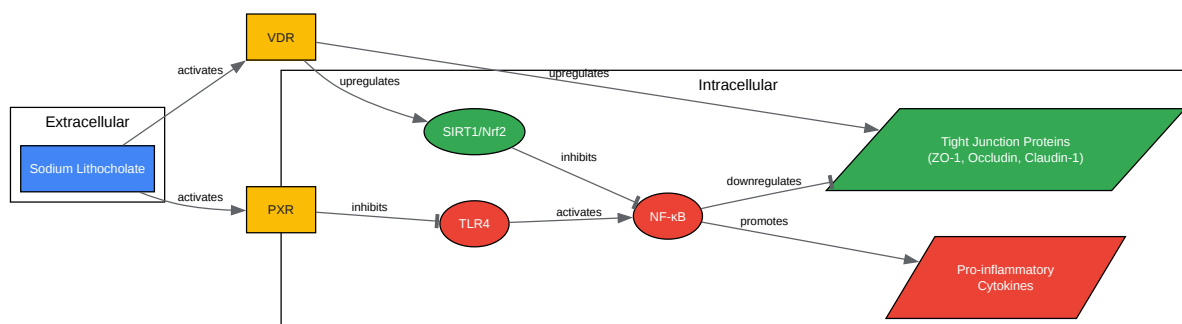 VDR
activates
upregulates
upregulates
Intracellular
Extracellular
SIRT1/Nrf2
Tight Junction Proteins
(ZO-1, Occludin, Claudin-1)
Sodium Lithocholate
inhibits
downregulates
activates
PXR
inhibits
TLR4
activates
NF-κB
promotes
Pro-inflammatory
Cytokines